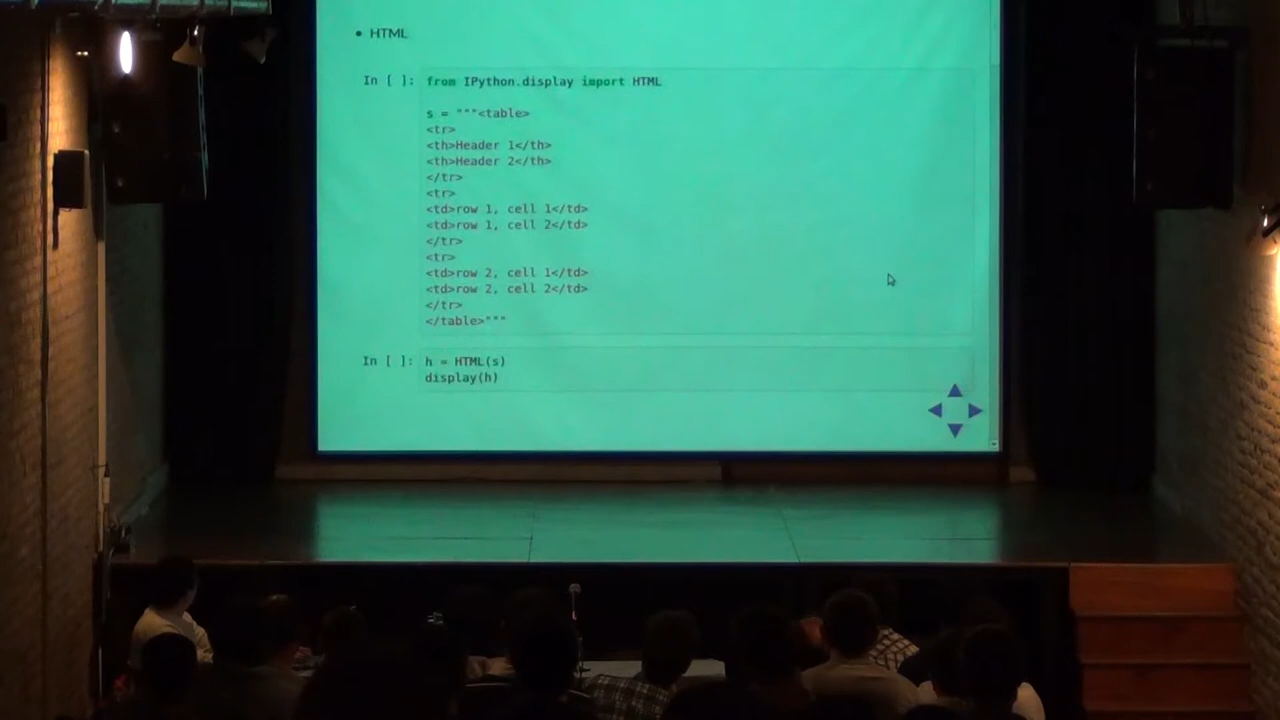 • HTML
In [ ]: from IPython.display import HTML
s = """<table>
<tr>
<th>Header 1</th>
<th>Header 2</th>
</tr>
<tr>
<td>row 1, cell 1</td>
<td>row 1, cell 2</td>
</tr>
<tr>
<td>row 2, cell 1</td>
<td>row 2, cell 2</td>
</tr>
</table>"""
In [ ]: h = HTML(s)
display(h)